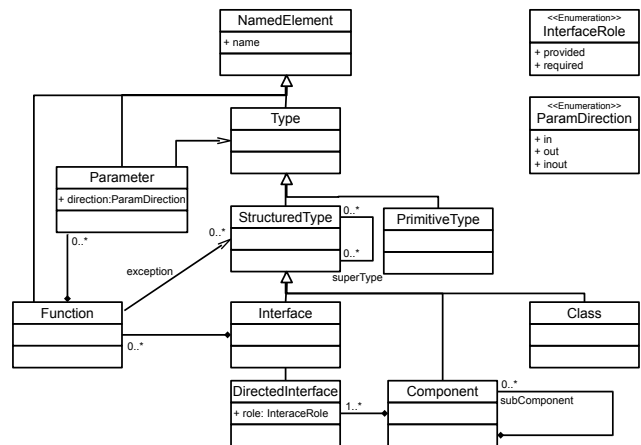 NamedElement
+ name
<<Enumeration>>
InterfaceRole
+ provided
+ required
Type
<<Enumeration>>
ParamDirection
+ in
+ out
+ inout
Parameter
+ direction:ParamDirection
0..*
StructuredType
0..*
0..*
0..*
superType
PrimitiveType
exception
Function
0..*
Interface
Class
DirectedInterface
+ role: InteraceRole
1..*
Component
0..*
subComponent